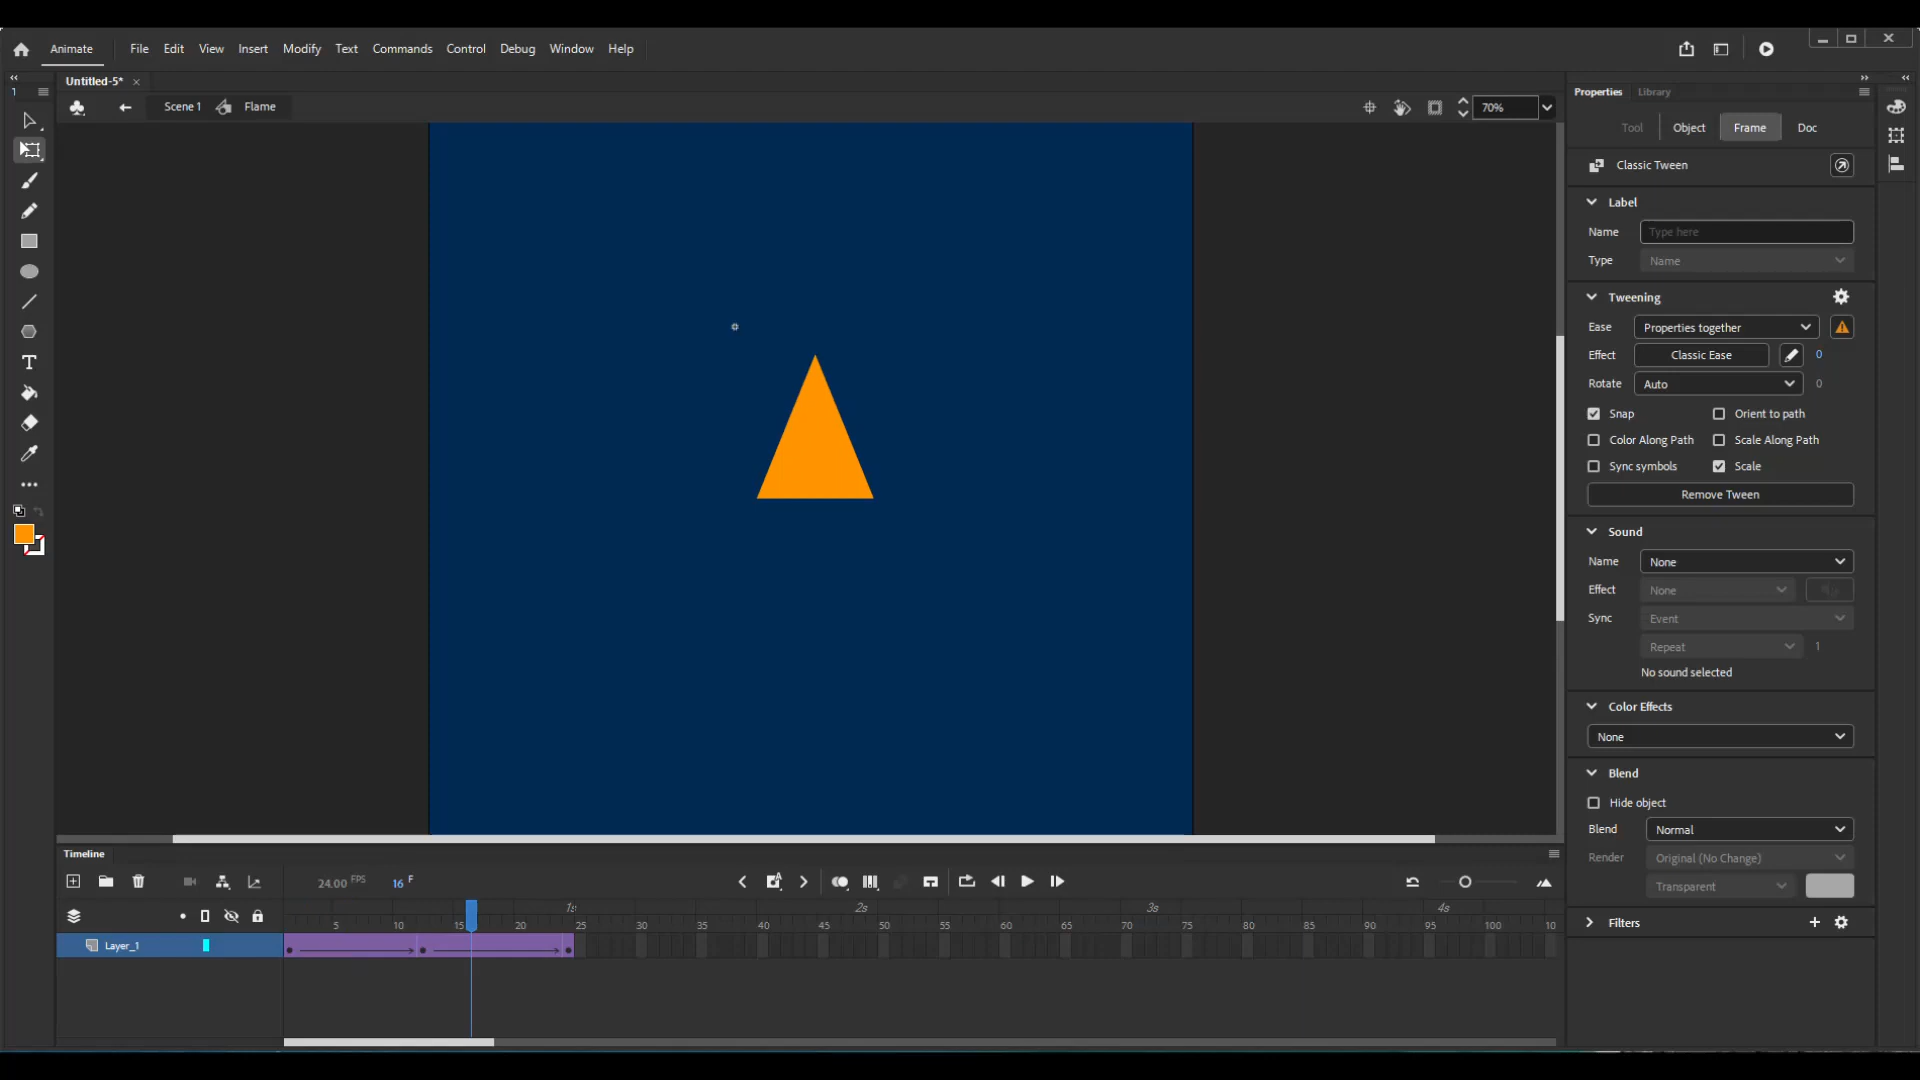 Animate File Edit View Insert Modify Text Commands Control Debug Window Help
Untitled-5*
Scene 1 Flame 70%
Properties Library
Tool Object Frame Doc
Classic Tween
Label
Name Type here
Type Name
Tweening
Ease Properties together
Effect Classic Ease 0
Rotate Auto 0
Snap Orient to path
Color Along Path Scale Along Path
Sync symbols Scale
Remove Tween
Sound
Name None
Effect None
Sync Event
Repeat 1
No sound selected
Color Effects
None
Blend
Hide object
Blend Normal
Render Original (No Change)
Transparent
Filters
Timeline
24.00 FPS 16 F
1s 2s 3s 4s
5 10 15 20 25 30 35 40 45 50 55 60 65 70 75 80 85 90 95 100 10
Layer_1